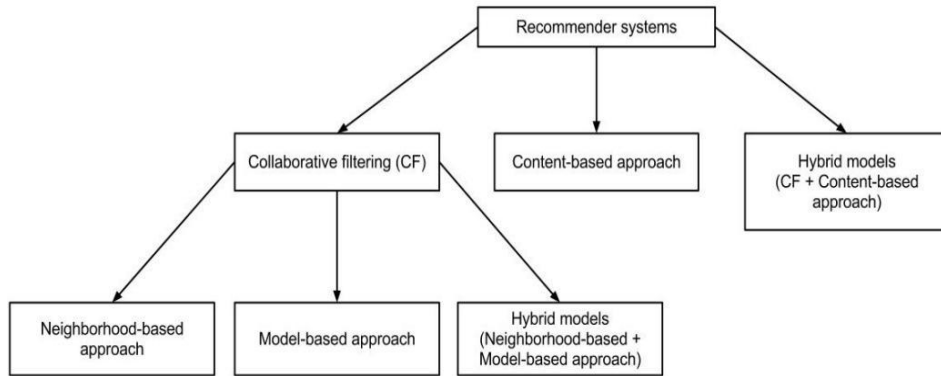 Recommender systems
Collaborative filtering (CF)
Content-based approach
Hybrid models
(CF + Content-based
approach)
Neighborhood-based
approach
Model-based approach
Hybrid models
(Neighborhood-based +
Model-based approach)